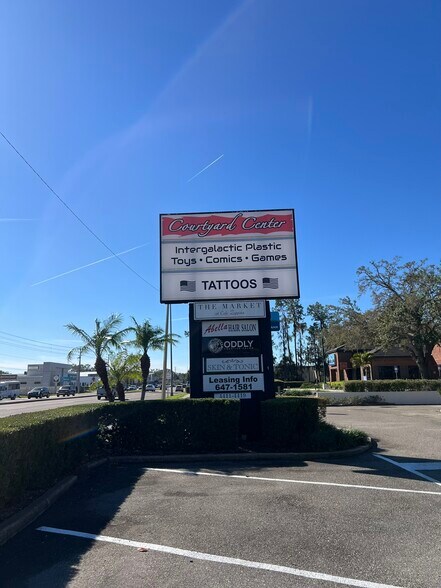 Courtyard Center
Intergalactic Plastic
Toys • Comics • Games
TATTOOS
THE MARKET
Abella HAIR SALON
ODDLY
SKIN & TONIC
Leasing Info
647-1581